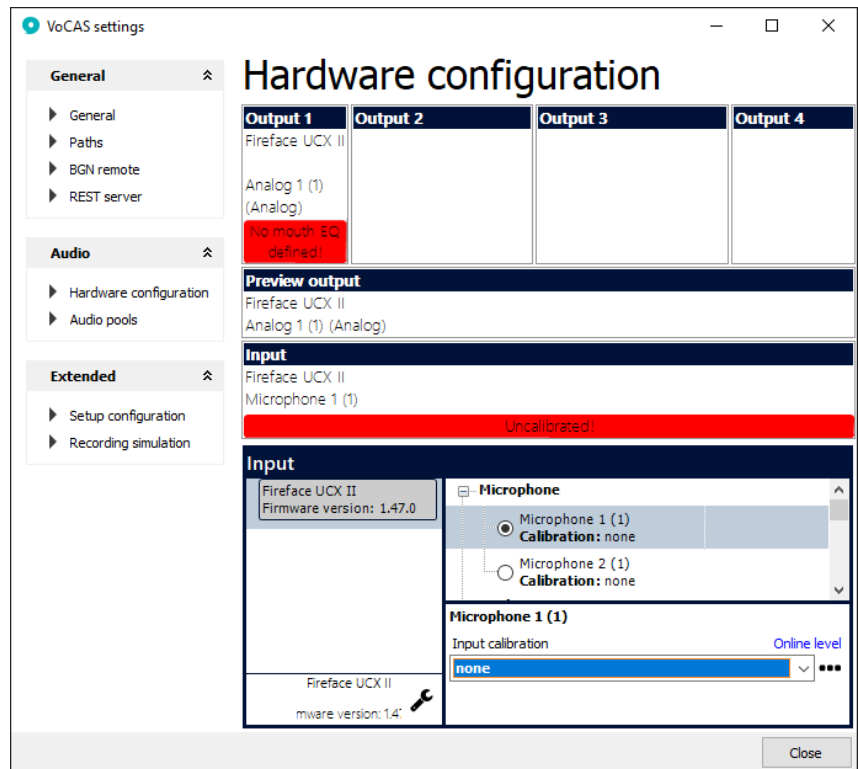 VoCAS settings
General
General
Paths
BGN remote
REST server
Audio
Hardware configuration
Audio pools
Extended
Setup configuration
Recording simulation
Hardware configuration
Output 1
Fireface UCX II
Analog 1 (1)
(Analog)
No mouth EQ
defined!
Output 2
Output 3
Output 4
Preview output
Fireface UCX II
Analog 1 (1) (Analog)
Input
Fireface UCX II
Microphone 1 (1)
Uncalibrated!
Input
Fireface UCX II
Firmware version: 1.47.0
Fireface UCX II
mware version: 1.4
Microphone
Microphone 1 (1)
Calibration: none
Microphone 2 (1)
Calibration: none
Microphone 1 (1)
Input calibration
Online level
none
Close